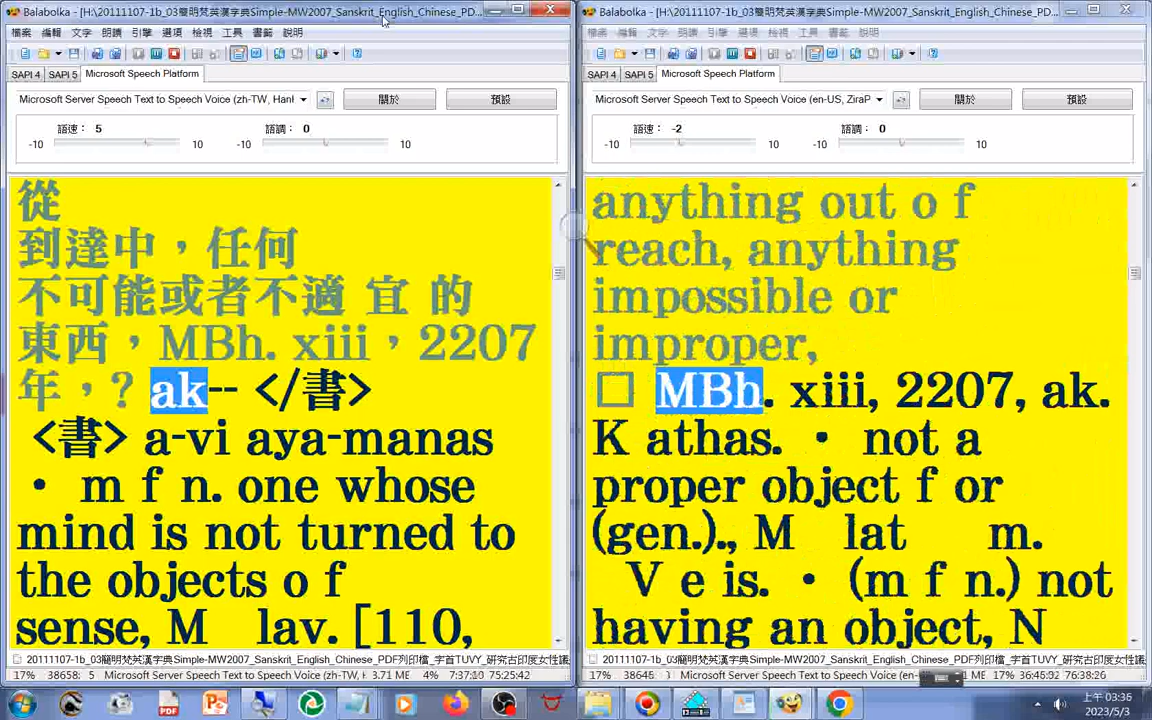 Balabolka - [H:\20111107-1b_03簡明梵英漢字典Simple-MW2007_Sanskrit_English_Chinese_PD...
檔案 編輯 文字 朗讀 引擎 選項 檢視 工具 書籤 說明
SAPI 4 SAPI 5 Microsoft Speech Platform
Microsoft Server Speech Text to Speech Voice (zh-TW, Hanl 關於 預設
語速： 5 語調： 0
-10 10 -10 10
從
到達中，任何
不可能或者不適 宜 的
東西，MBh. xiii，2207
年，? ak-- </書>
<書> a-vi aya-manas
• m f n. one whose
mind is not turned to
the objects o f
sense, M lav. [110,
20111107-1b_03簡明梵英漢字典Simple-MW2007_Sanskrit_English_Chinese_PDF列印檔_字首TUVY_研究古印度女性議
17% 38658: 5 Microsoft Server Speech Text to Speech Voice (zh-TW, H 3.71 ME 4% 7:37:10 75:25:42
Balabolka - [H:\20111107-1b_03簡明梵英漢字典Simple-MW2007_Sanskrit_English_Chinese_PD...
檔案 編輯 文字 朗讀 引擎 選項 檢視 工具 書籤 說明
SAPI 4 SAPI 5 Microsoft Speech Platform
Microsoft Server Speech Text to Speech Voice (en-US, ZiraP 關於 預設
語速： -2 語調： 0
-10 10 -10 10
anything out o f
reach, anything
impossible or
improper,
□ MBh. xiii, 2207, ak.
K athas. • not a
proper object f or
(gen.)., M lat m.
V e is. • (m f n.) not
having an object, N
20111107-1b_03簡明梵英漢字典Simple-MW2007_Sanskrit_English_Chinese_PDF列印檔_字首TUVY_研究古印度女性議
17% 38645: Microsoft Server Speech Text to Speech Voice 17% 36:45:32 76:38:26
上午 03:36
2023/5/3